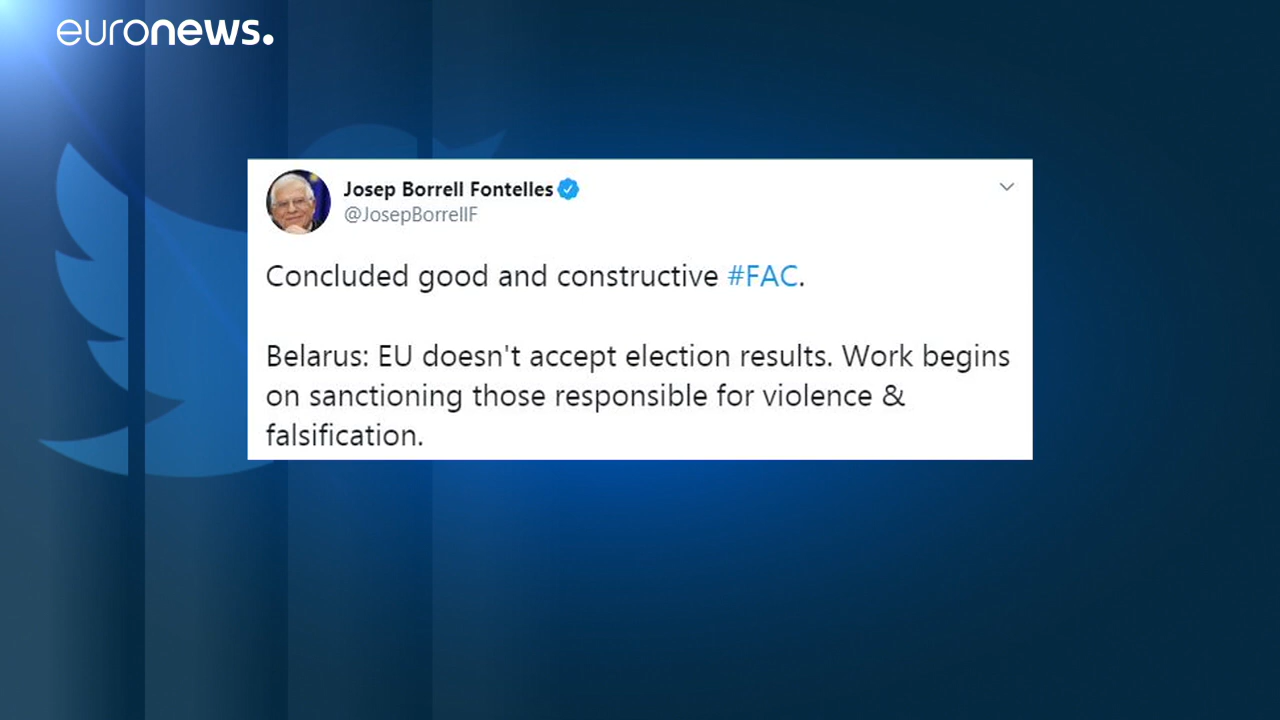 euronews.
Josep Borrell Fontelles
@JosepBorrellF
Concluded good and constructive #FAC.
Belarus: EU doesn't accept election results. Work begins
on sanctioning those responsible for violence &
falsification.